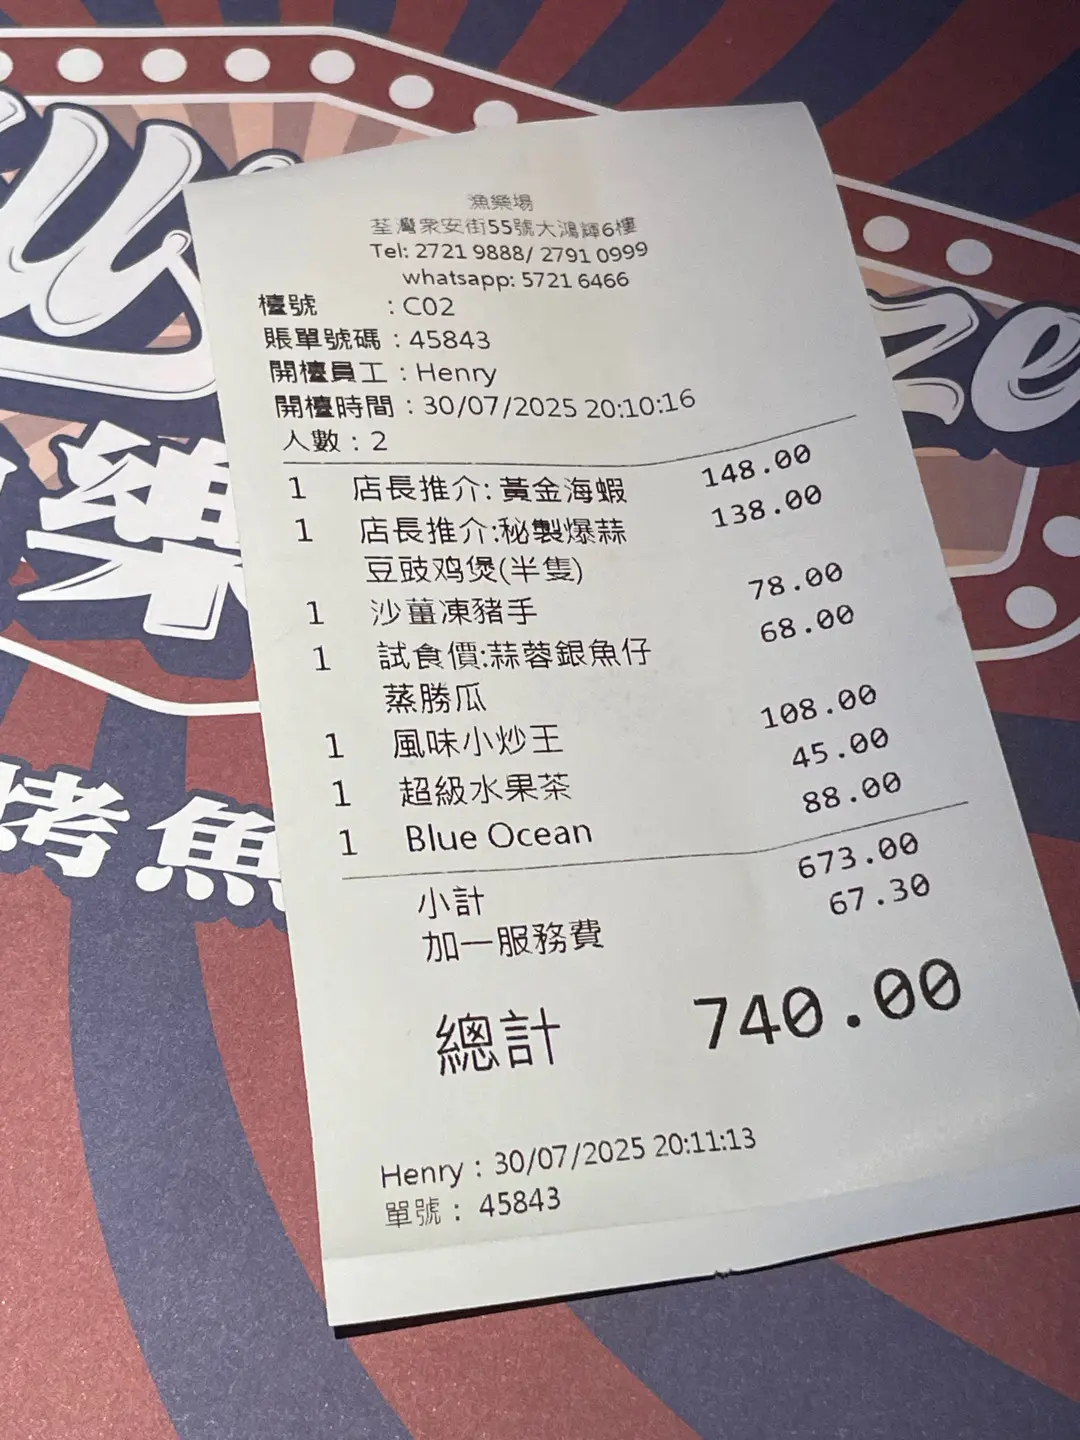 漁樂場
荃灣眾安街55號大鴻輝6樓
Tel: 2721 9888/ 2791 0999
whatsapp: 5721 6466
檯號 : C02
賬單號碼 : 45843
開檯員工 : Henry
開檯時間 : 30/07/2025 20:10:16
人數 : 2
1 店長推介: 黃金海蝦 148.00
1 店長推介:秘製爆蒜 138.00
豆豉鸡煲(半隻)
1 沙薑凍豬手 78.00
1 試食價:蒜蓉銀魚仔 68.00
蒸勝瓜
1 風味小炒王 108.00
1 超級水果茶 45.00
1 Blue Ocean 88.00
小計 673.00
加一服務費 67.30
總計 740.00
Henry : 30/07/2025 20:11:13
單號 : 45843
樂
烤魚